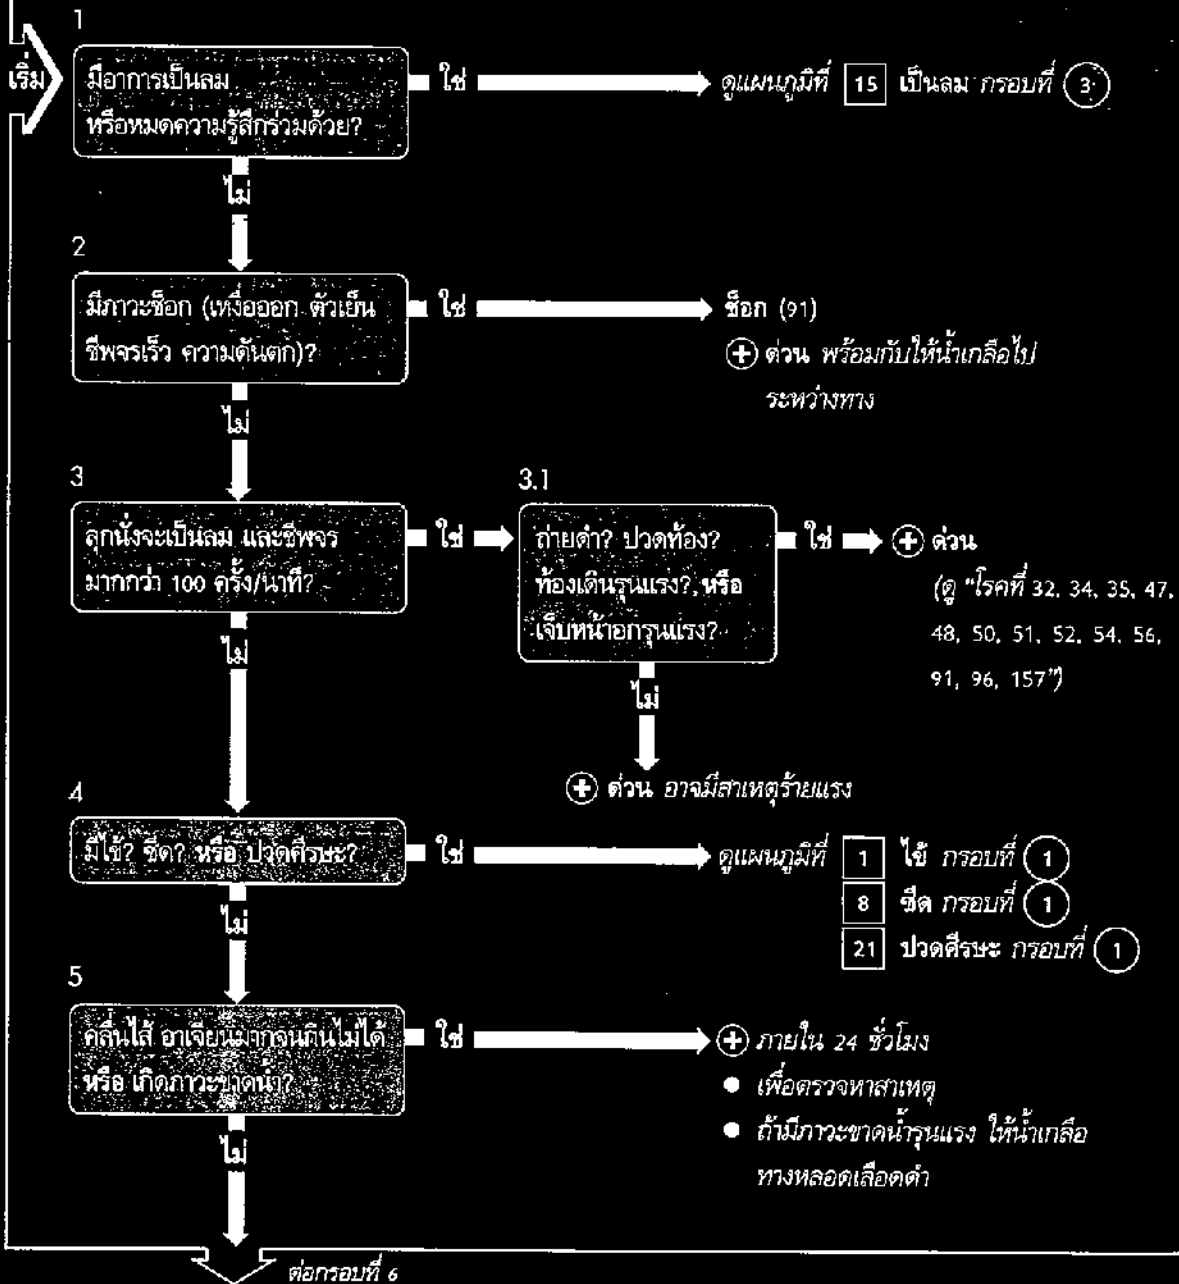 1
เริ่ม
มีอาการเป็นลม
หรือหมดความรู้สึกร่วมด้วย?
ใช่
ดูแผนภูมิที่ 15 เป็นลม กรอบที่ 3
ไม่
2
มีภาวะช็อก (เหงื่อออก ตัวเย็น
ชีพจรเร็ว ความดันตก)?
ใช่
ช็อก (91)
+ ด่วน พร้อมกับให้น้ำเกลือไป
ระหว่างทาง
ไม่
3
ลุกนั่งจะเป็นลม และชีพจร
มากกว่า 100 ครั้ง/นาที?
ใช่
3.1
ถ่ายดำ? ปวดท้อง?
ท้องเดินรุนแรง?, หรือ
เจ็บหน้าอกรุนแรง?
ใช่
+ ด่วน
(ดู "โรคที่ 32, 34, 35, 47,
48, 50, 51, 52, 54, 56,
91, 96, 157")
ไม่
+ ด่วน อาจมีสาเหตุร้ายแรง
ไม่
4
มีไข้? ซีด? หรือ ปวดศีรษะ?
ใช่
ดูแผนภูมิที่ 1 ไข้ กรอบที่ 1
8 ซีด กรอบที่ 1
21 ปวดศีรษะ กรอบที่ 1
ไม่
5
คลื่นไส้ อาเจียนมากจนกินไม่ได้
หรือ เกิดภาวะขาดน้ำ?
ใช่
+ ภายใน 24 ชั่วโมง
● เพื่อตรวจหาสาเหตุ
● ถ้ามีภาวะขาดน้ำรุนแรง ให้น้ำเกลือ
ทางหลอดเลือดดำ
ไม่
ต่อกรอบที่ 6